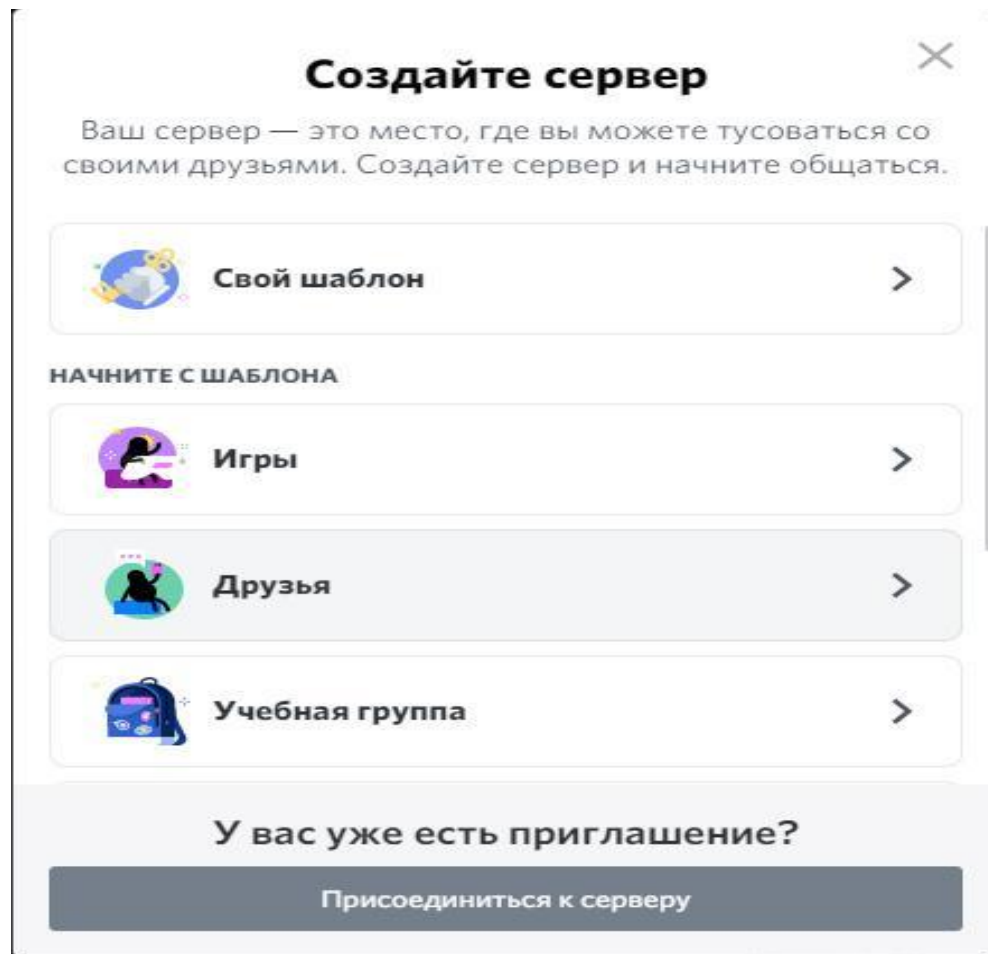 Создайте сервер
Ваш сервер — это место, где вы можете тусоваться со
своими друзьями. Создайте сервер и начните общаться.
Свой шаблон
НАЧНИТЕ С ШАБЛОНА
Игры
Друзья
Учебная группа
У вас уже есть приглашение?
Присоединиться к серверу